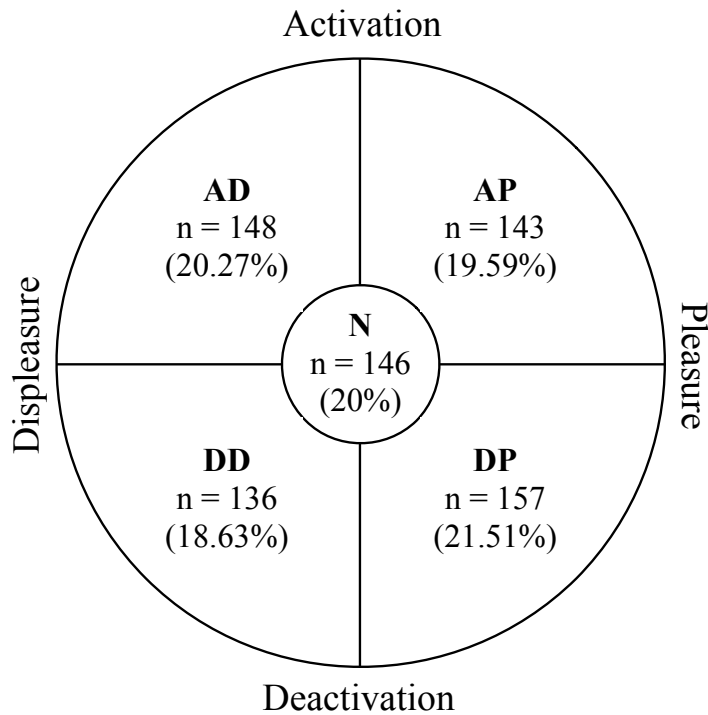 Activation
AD
n = 148
(20.27%)
AP
n = 143
(19.59%)
Displeasure
N
n = 146
(20%)
Pleasure
DD
n = 136
(18.63%)
DP
n = 157
(21.51%)
Deactivation